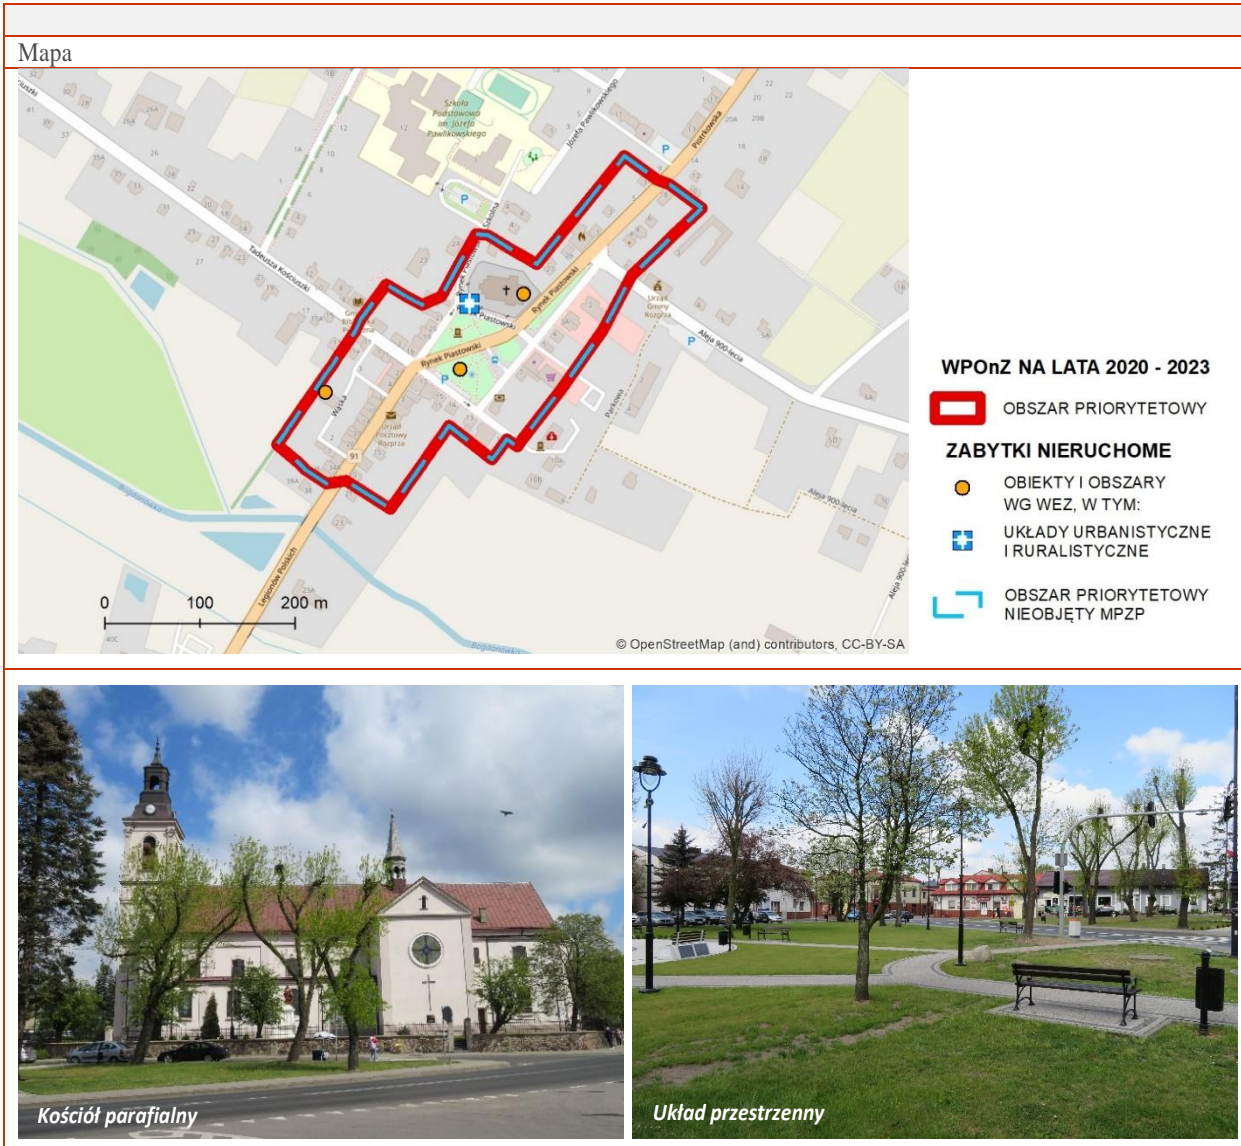 Mapa
Szkoła
Podstawowa
im. Józefa
Pawlikowskiego
Józefa Pawlikowskiego
Piotrkowska
Szkolna
Tadeusza Kościuszki
Rynek Piastowski
Rynek Piastowski
Urząd
Gminy
Rozprza
Aleja 900-lecia
Wąska
Urząd
Pocztowy
Rozprza
Parkowa
91
Bogdanówka
Legionów Polskich
Aleja 900-lecia
Bogdanówka
0 100 200 m
© OpenStreetMap (and) contributors, CC-BY-SA
WPOnZ NA LATA 2020 - 2023
OBSZAR PRIORYTETOWY
ZABYTKI NIERUCHOME
OBIEKTY I OBSZARY
WG WEZ, W TYM:
UKŁADY URBANISTYCZNE
I RURALISTYCZNE
OBSZAR PRIORYTETOWY
NIEOBJĘTY MPZP
Kościół parafialny
Układ przestrzenny